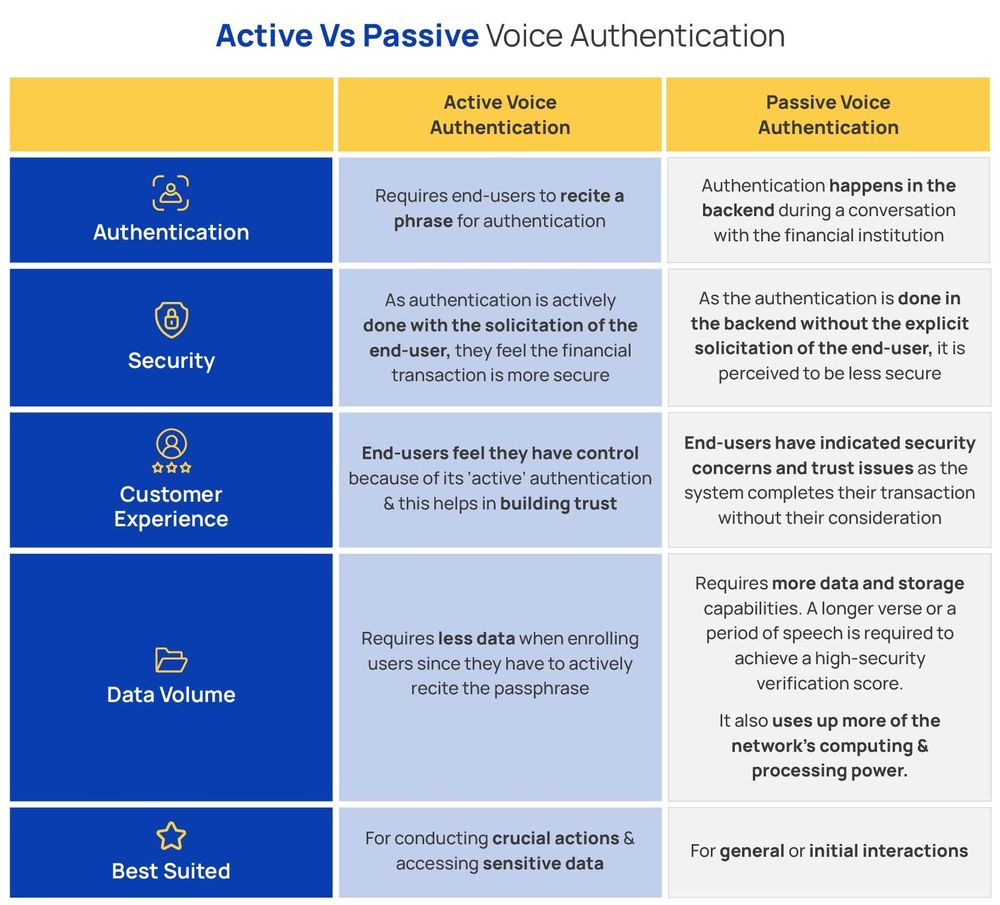 Active Vs Passive Voice Authentication
Active Voice
Authentication
Passive Voice
Authentication
Authentication
Requires end-users to recite a
phrase for authentication
Authentication happens in the
backend during a conversation
with the financial institution
Security
As authentication is actively
done with the solicitation of the
end-user, they feel the financial
transaction is more secure
As the authentication is done in
the backend without the explicit
solicitation of the end-user, it is
perceived to be less secure
Customer
Experience
End-users feel they have control
because of its ‘active’ authentication
& this helps in building trust
End-users have indicated security
concerns and trust issues as the
system completes their transaction
without their consideration
Data Volume
Requires less data when enrolling
users since they have to actively
recite the passphrase
Requires more data and storage
capabilities. A longer verse or a
period of speech is required to
achieve a high-security
verification score.
It also uses up more of the
network’s computing &
processing power.
Best Suited
For conducting crucial actions &
accessing sensitive data
For general or initial interactions